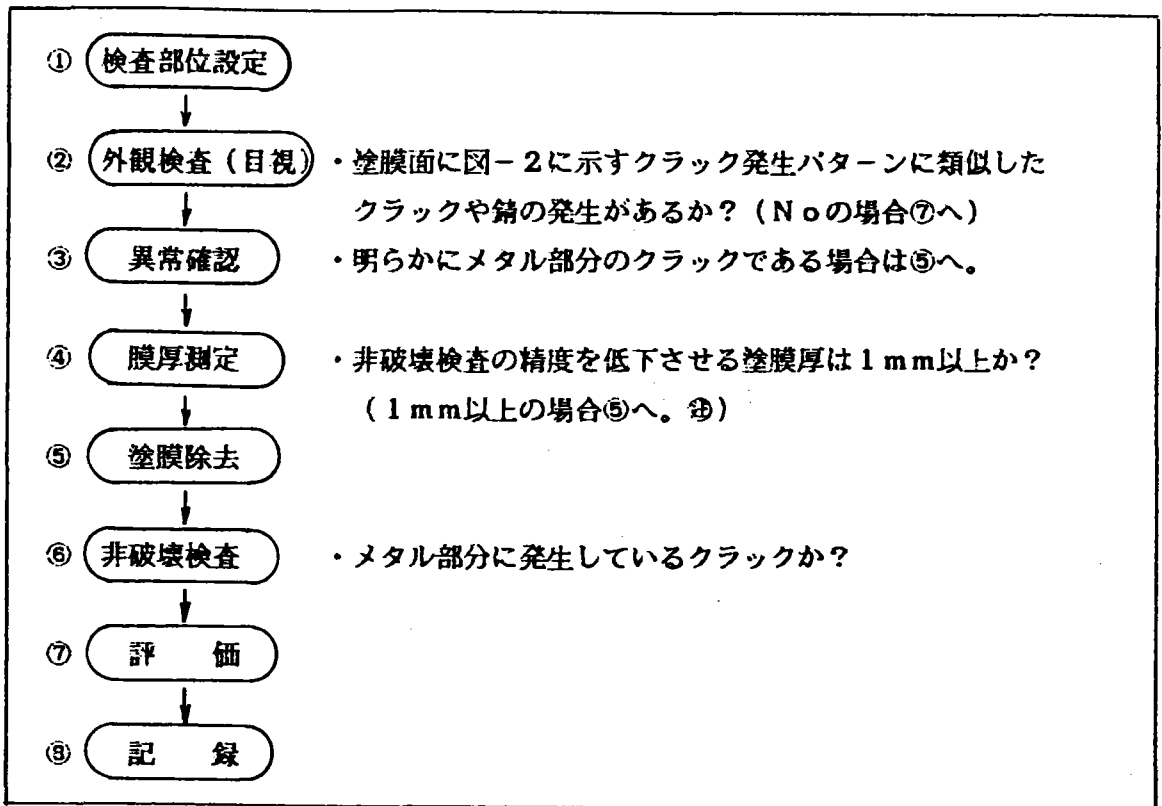 ① 検査部位設定
② 外観検査(目視) ・塗膜面に図-2に示すクラック発生パターンに類似した
クラックや錆の発生があるか?(Noの場合⑦へ)
③ 異常確認 ・明らかにメタル部分のクラックである場合は⑤へ。
④ 膜厚測定 ・非破壊検査の精度を低下させる塗膜厚は1mm以上か?
(1mm以上の場合⑤へ。㊟)
⑤ 塗膜除去
⑥ 非破壊検査 ・メタル部分に発生しているクラックか?
⑦ 評 価
⑧ 記 録